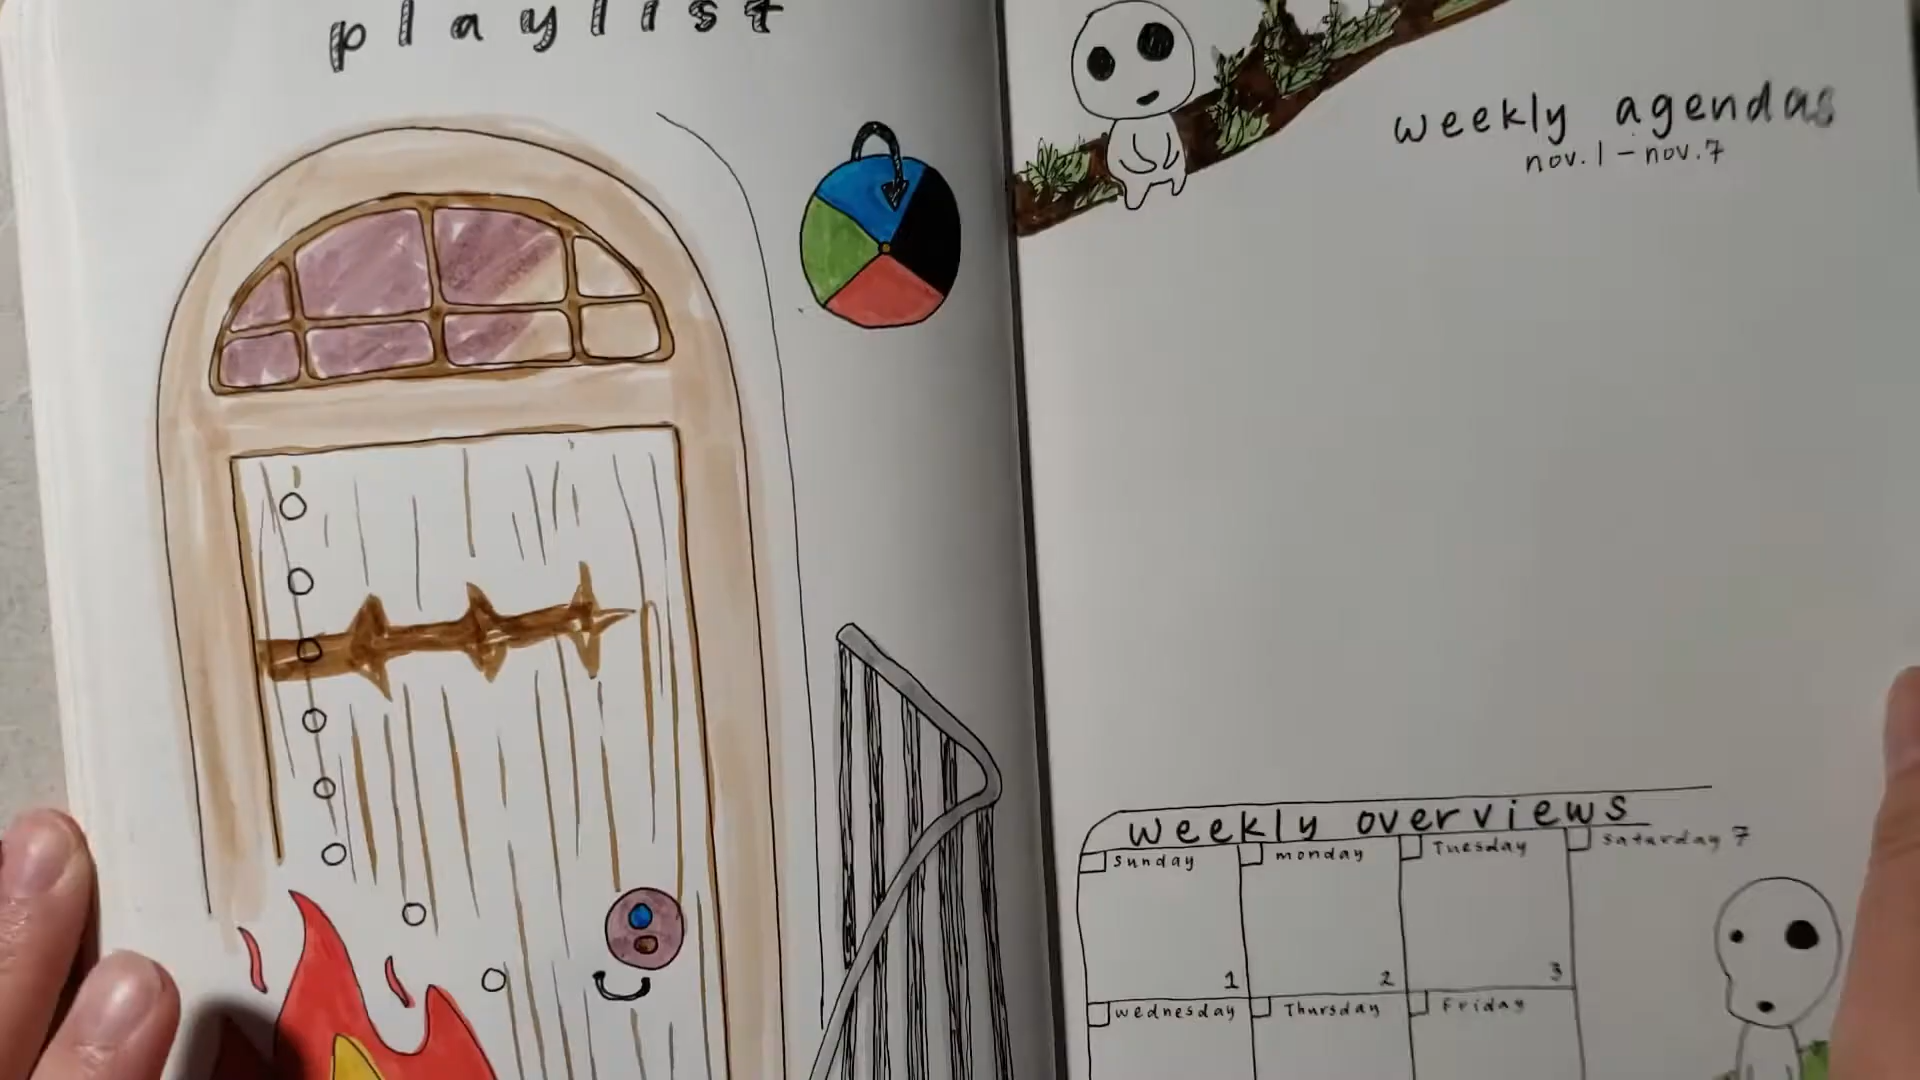 playlist
weekly agendas
nov. 1 - nov. 7
weekly overviews
Sunday
monday
Tuesday
Saturday 7
1
2
3
wednesday
Thursday
Friday